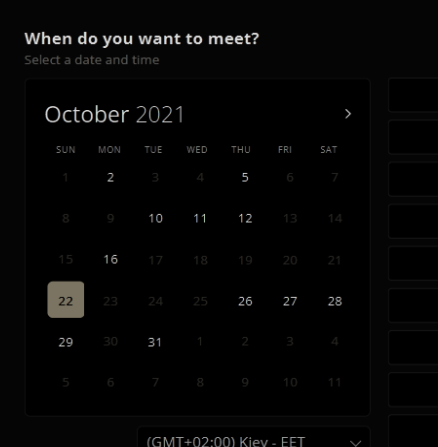 When do you want to meet?
Select a date and time
October 2021
SUN MON TUE WED THU FRI SAT
1 2 3 4 5 6 7
8 9 10 11 12 13 14
15 16 17 18 19 20 21
22 23 24 25 26 27 28
29 30 31 1 2 3 4
5 6 7 8 9 10 11
(GMT+02:00) Kiev - EET